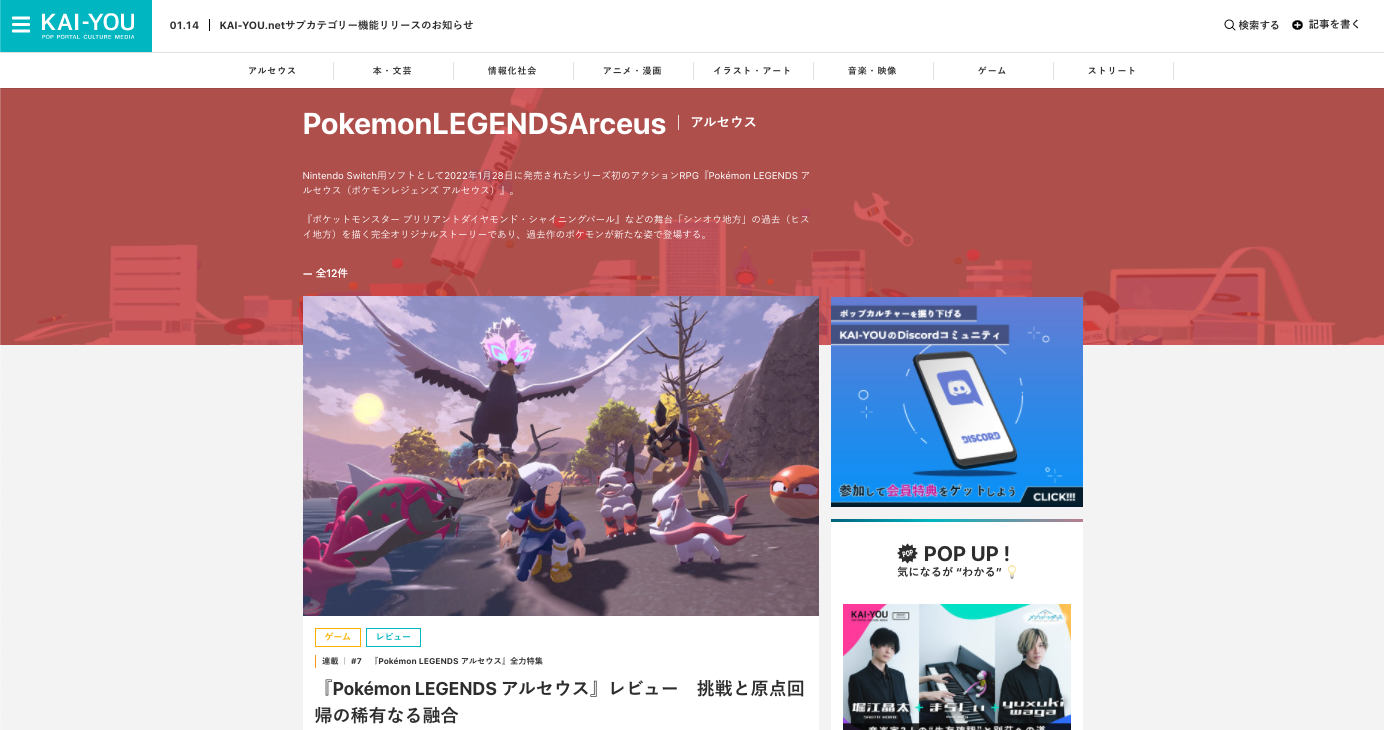 KAI-YOU
POP PORTAL CULTURE MEDIA
01.14
KAI-YOU.netサブカテゴリー機能リリースのお知らせ
検索する
記事を書く
アルセウス
本・文芸
情報化社会
アニメ・漫画
イラスト・アート
音楽・映像
ゲーム
ストリート
PokemonLEGENDSArceus
アルセウス
Nintendo Switch用ソフトとして2022年1月28日に発売されたシリーズ初のアクションRPG『Pokémon LEGENDS ア
ルセウス（ポケモンレジェンズ アルセウス）』。
『ポケットモンスター ブリリアントダイヤモンド・シャイニングパール』などの舞台「シンオウ地方」の過去（ヒス
イ地方）を描く完全オリジナルストーリーであり、過去作のポケモンが新たな姿で登場する。
— 全12件
ポップカルチャーを掘り下げる
KAI-YOUのDiscordコミュニティ
DISCORD
参加して会員特典をゲットしよう
CLICK!!!
POP
POP UP !
気になるが “わかる”
ゲーム
レビュー
連載
#7 『Pokémon LEGENDS アルセウス』全力特集
『Pokémon LEGENDS アルセウス』レビュー 挑戦と原点回
帰の稀有なる融合
KAI-YOU
堀江晶太
+
まらしぃ
+
yuxuki waga